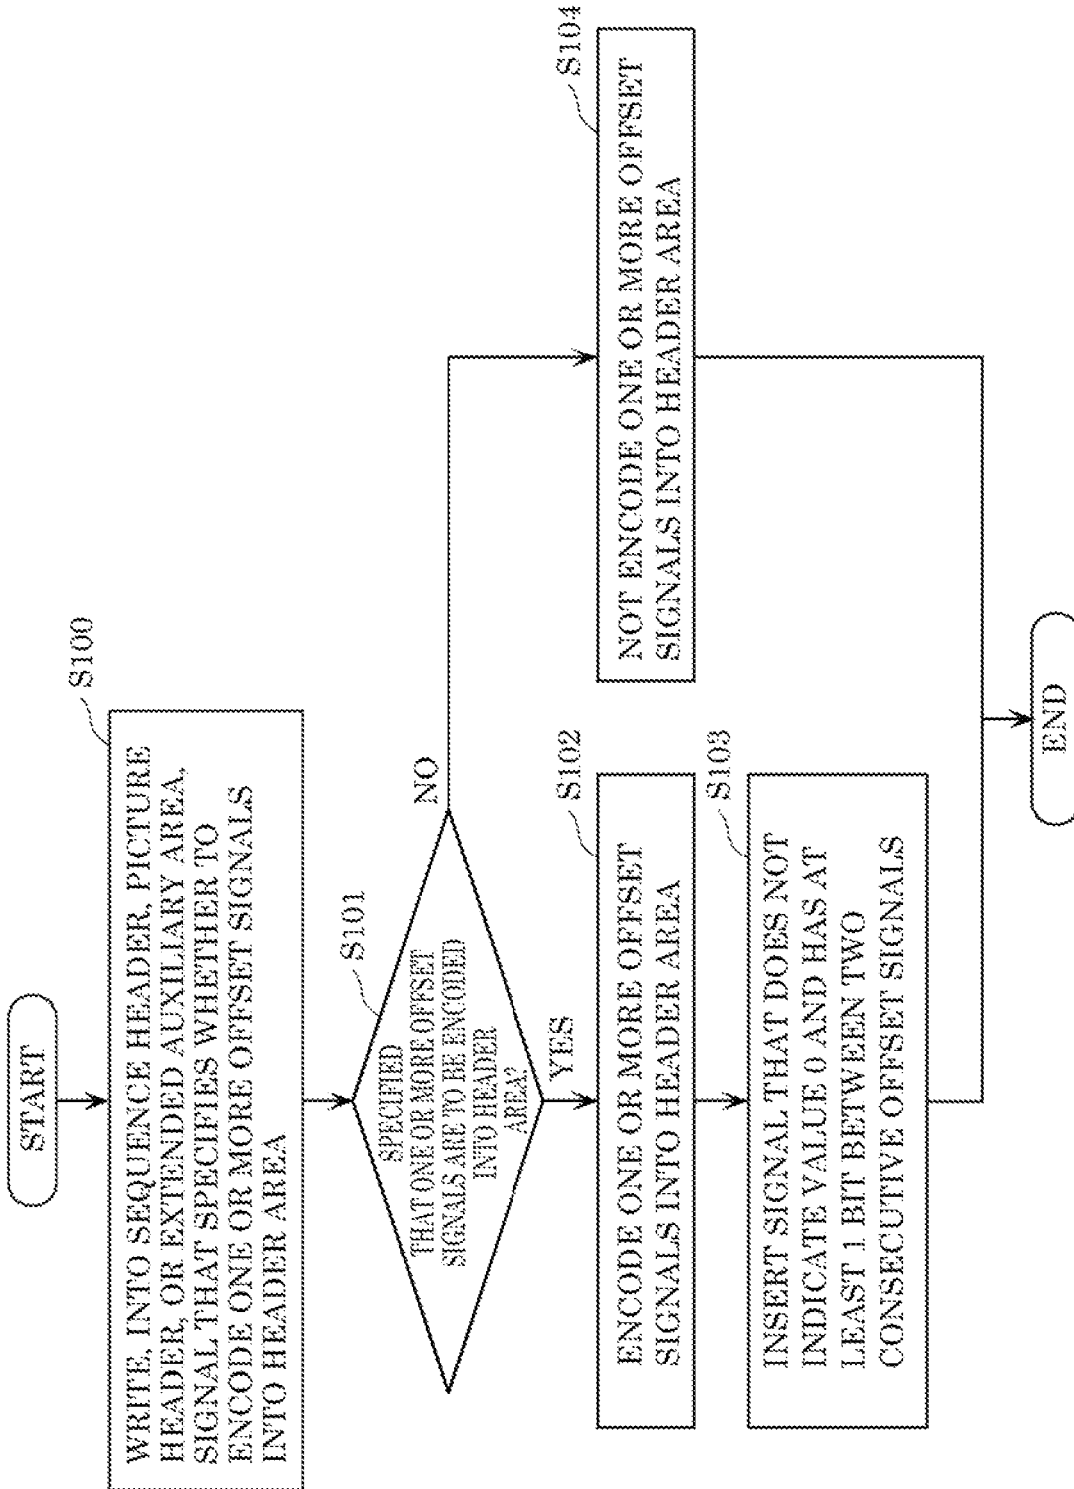 START
S100
WRITE, INTO SEQUENCE HEADER, PICTURE
HEADER, OR EXTENDED AUXILIARY AREA,
SIGNAL THAT SPECIFIES WHETHER TO
ENCODE ONE OR MORE OFFSET SIGNALS
INTO HEADER AREA
S101
SPECIFIED
THAT ONE OR MORE OFFSET
SIGNALS ARE TO BE ENCODED
INTO HEADER
AREA?
NO
YES
S102
ENCODE ONE OR MORE OFFSET
SIGNALS INTO HEADER AREA
S104
NOT ENCODE ONE OR MORE OFFSET
SIGNALS INTO HEADER AREA
S103
INSERT SIGNAL THAT DOES NOT
INDICATE VALUE 0 AND HAS AT
LEAST 1 BIT BETWEEN TWO
CONSECUTIVE OFFSET SIGNALS
END